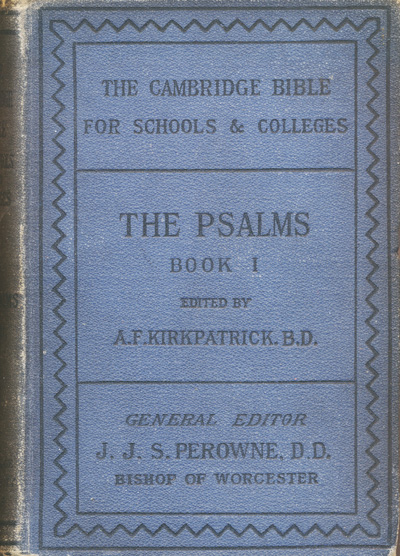 THE CAMBRIDGE BIBLE
FOR SCHOOLS & COLLEGES
THE PSALMS
BOOK I
EDITED BY
A.F. KIRKPATRICK. B.D.
GENERAL EDITOR
J. J. S. PEROWNE, D.D.
BISHOP OF WORCESTER